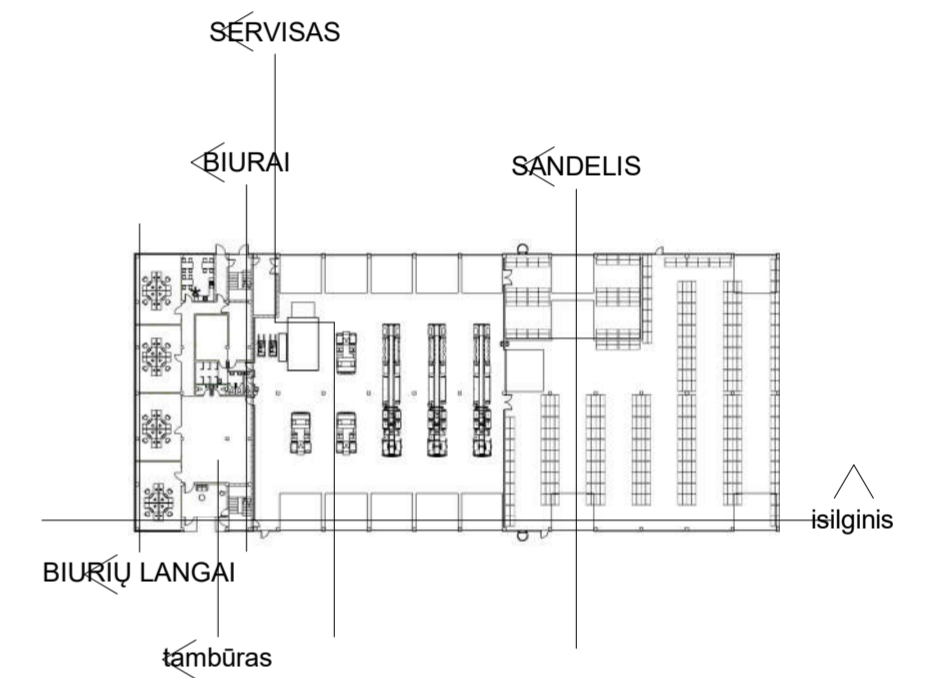 SERVISAS
BIURAI
SANDELIS
isilginis
BIURIŲ LANGAI
tambūras